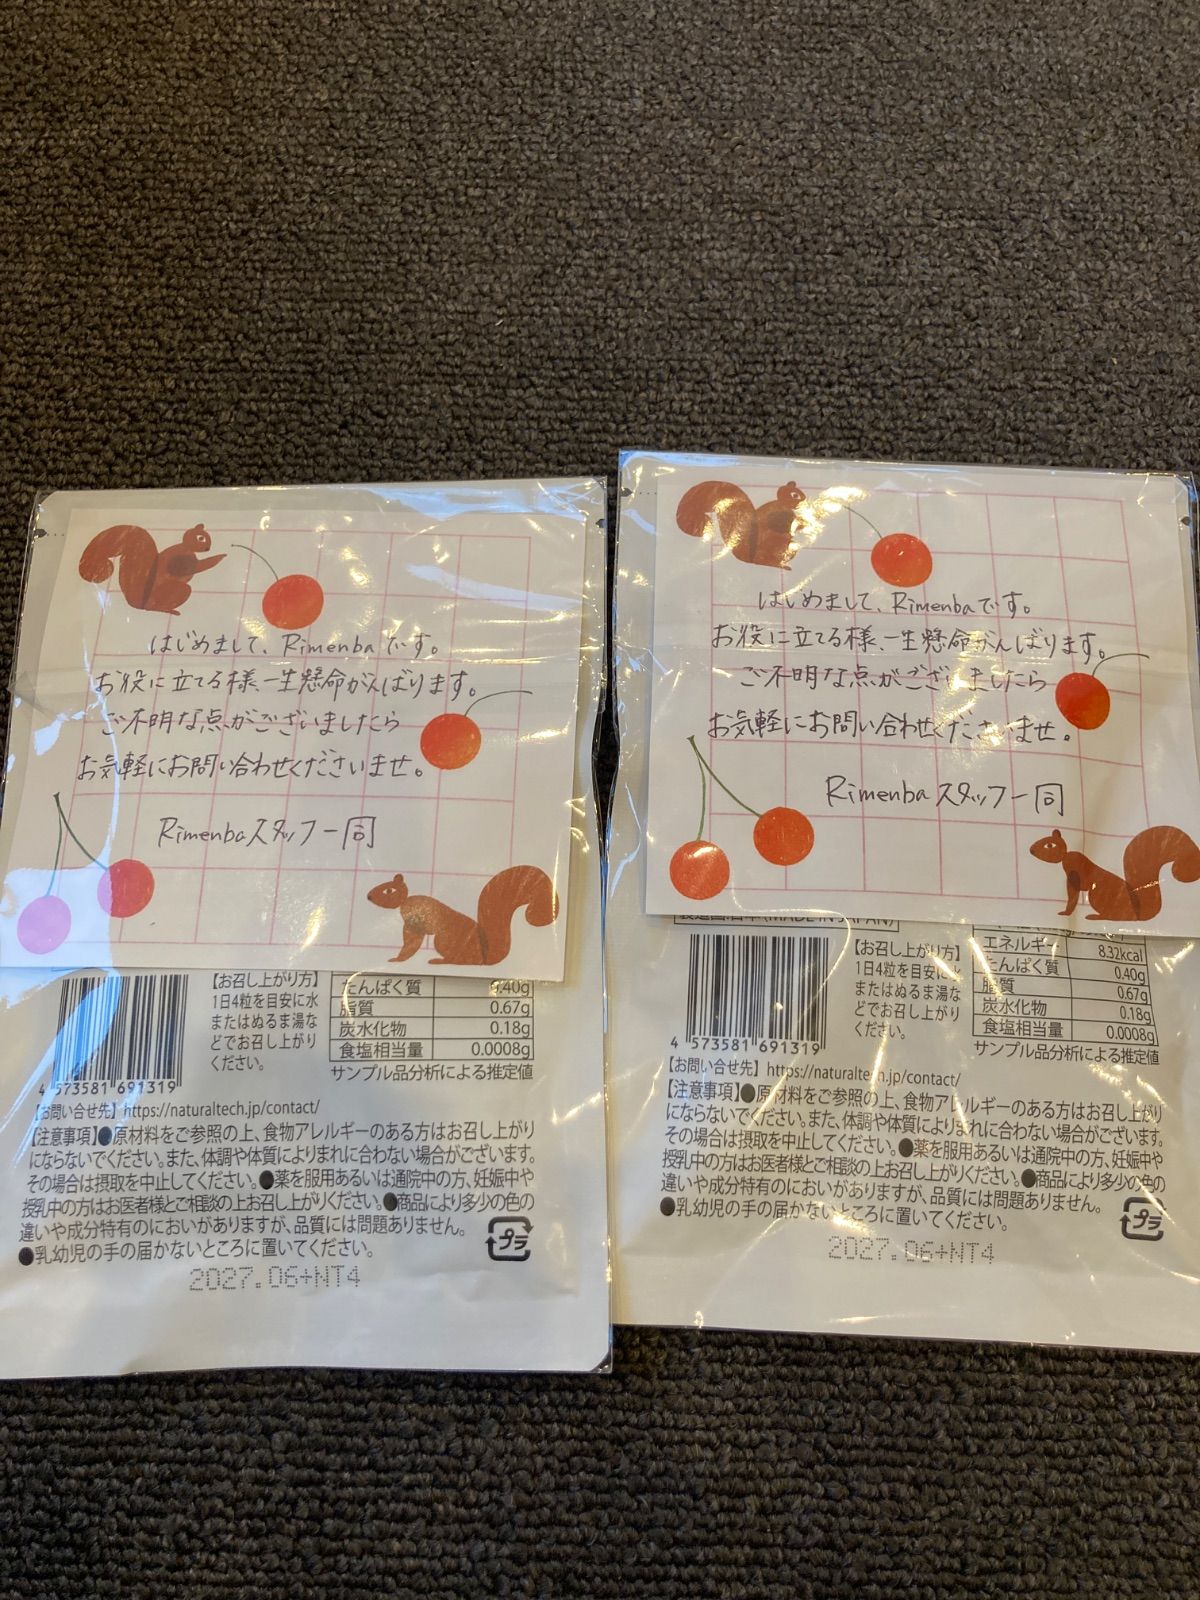 はじめまして、Rimenbaです。
お役に立てる様、一生懸命がんばります。
ご不明な点がございましたら
お気軽にお問い合わせくださいませ。
Rimenbaスタッフ一同
【お召し上がり方】
1日4粒を目安に水
またはぬるま湯な
どでお召し上がり
ください。
たんぱく質 0.40g
脂質 0.67g
炭水化物 0.18g
食塩相当量 0.0008g
サンプル品分析による推定値
4 573581 691319
【お問い合せ先】https://naturaltech.jp/contact/
【注意事項】●原材料をご参照の上、食物アレルギーのある方はお召し上がり
にならないでください。また、体調や体質によりまれに合わない場合がございます。
その場合は摂取を中止してください。●薬を服用あるいは通院中の方、妊娠中や
授乳中の方はお医者様とご相談の上お召し上がりください。●商品により多少の色の
違いや成分特有のにおいがありますが、品質には問題ありません。
●乳幼児の手の届かないところに置いてください。
プラ
2027.06+NT4
はじめまして、Rimenbaです。
お役に立てる様、一生懸命がんばります。
ご不明な点がございましたら
お気軽にお問い合わせくださいませ。
Rimenbaスタッフ一同
(MADE IN JAPAN)
【お召し上がり方】
1日4粒を目安に水
またはぬるま湯な
どでお召し上がり
ください。
エネルギー 8.32kcal
たんぱく質 0.40g
脂質 0.67g
炭水化物 0.18g
食塩相当量 0.0008g
サンプル品分析による推定値
4 573581 691319
【お問い合せ先】https://naturaltech.jp/contact/
【注意事項】●原材料をご参照の上、食物アレルギーのある方はお召し上がり
にならないでください。また、体調や体質によりまれに合わない場合がございます。
その場合は摂取を中止してください。●薬を服用あるいは通院中の方、妊娠中や
授乳中の方はお医者様とご相談の上お召し上がりください。●商品により多少の色の
違いや成分特有のにおいがありますが、品質には問題ありません。
●乳幼児の手の届かないところに置いてください。
プラ
2027.06+NT4